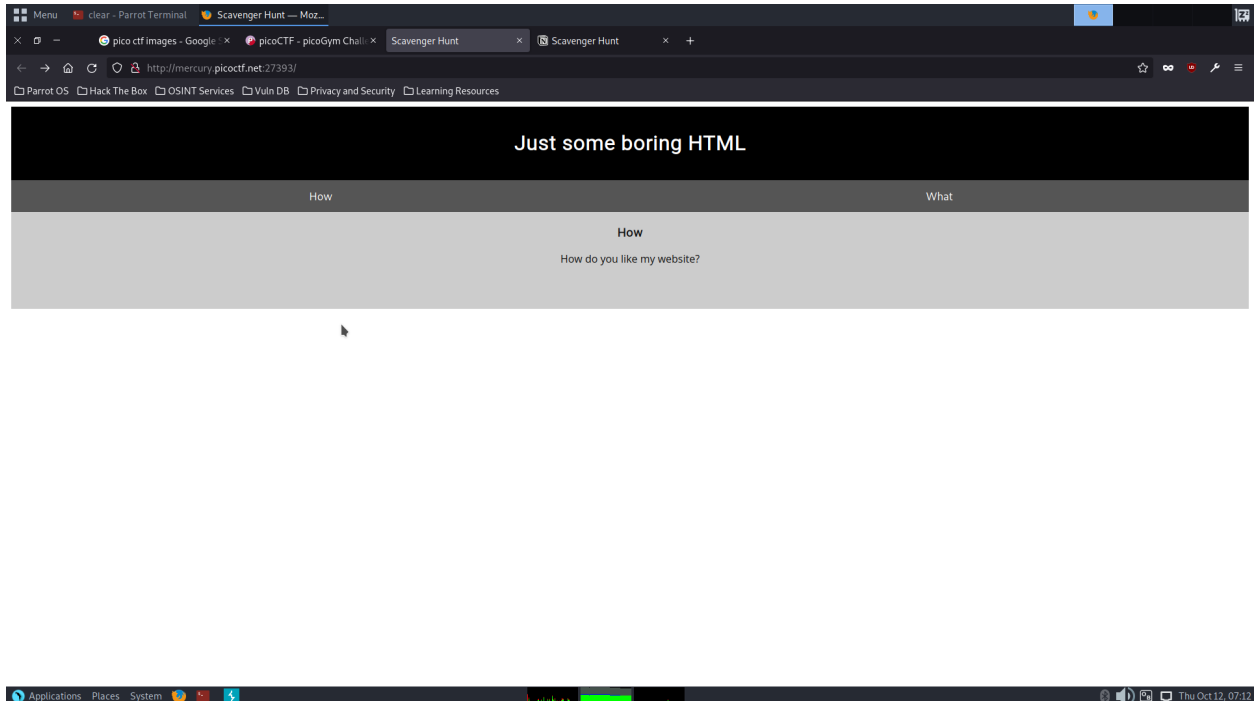 Menu clear - Parrot Terminal Scavenger Hunt — Moz...
pico ctf images - Google S Picoctf - picoGym Challe Scavenger Hunt Scavenger Hunt
http://mercury.picoctf.net:27393/
Parrot OS Hack The Box OSINT Services Vuln DB Privacy and Security Learning Resources
Just some boring HTML
How What
How
How do you like my website?
Applications Places System Thu Oct 12, 07:12